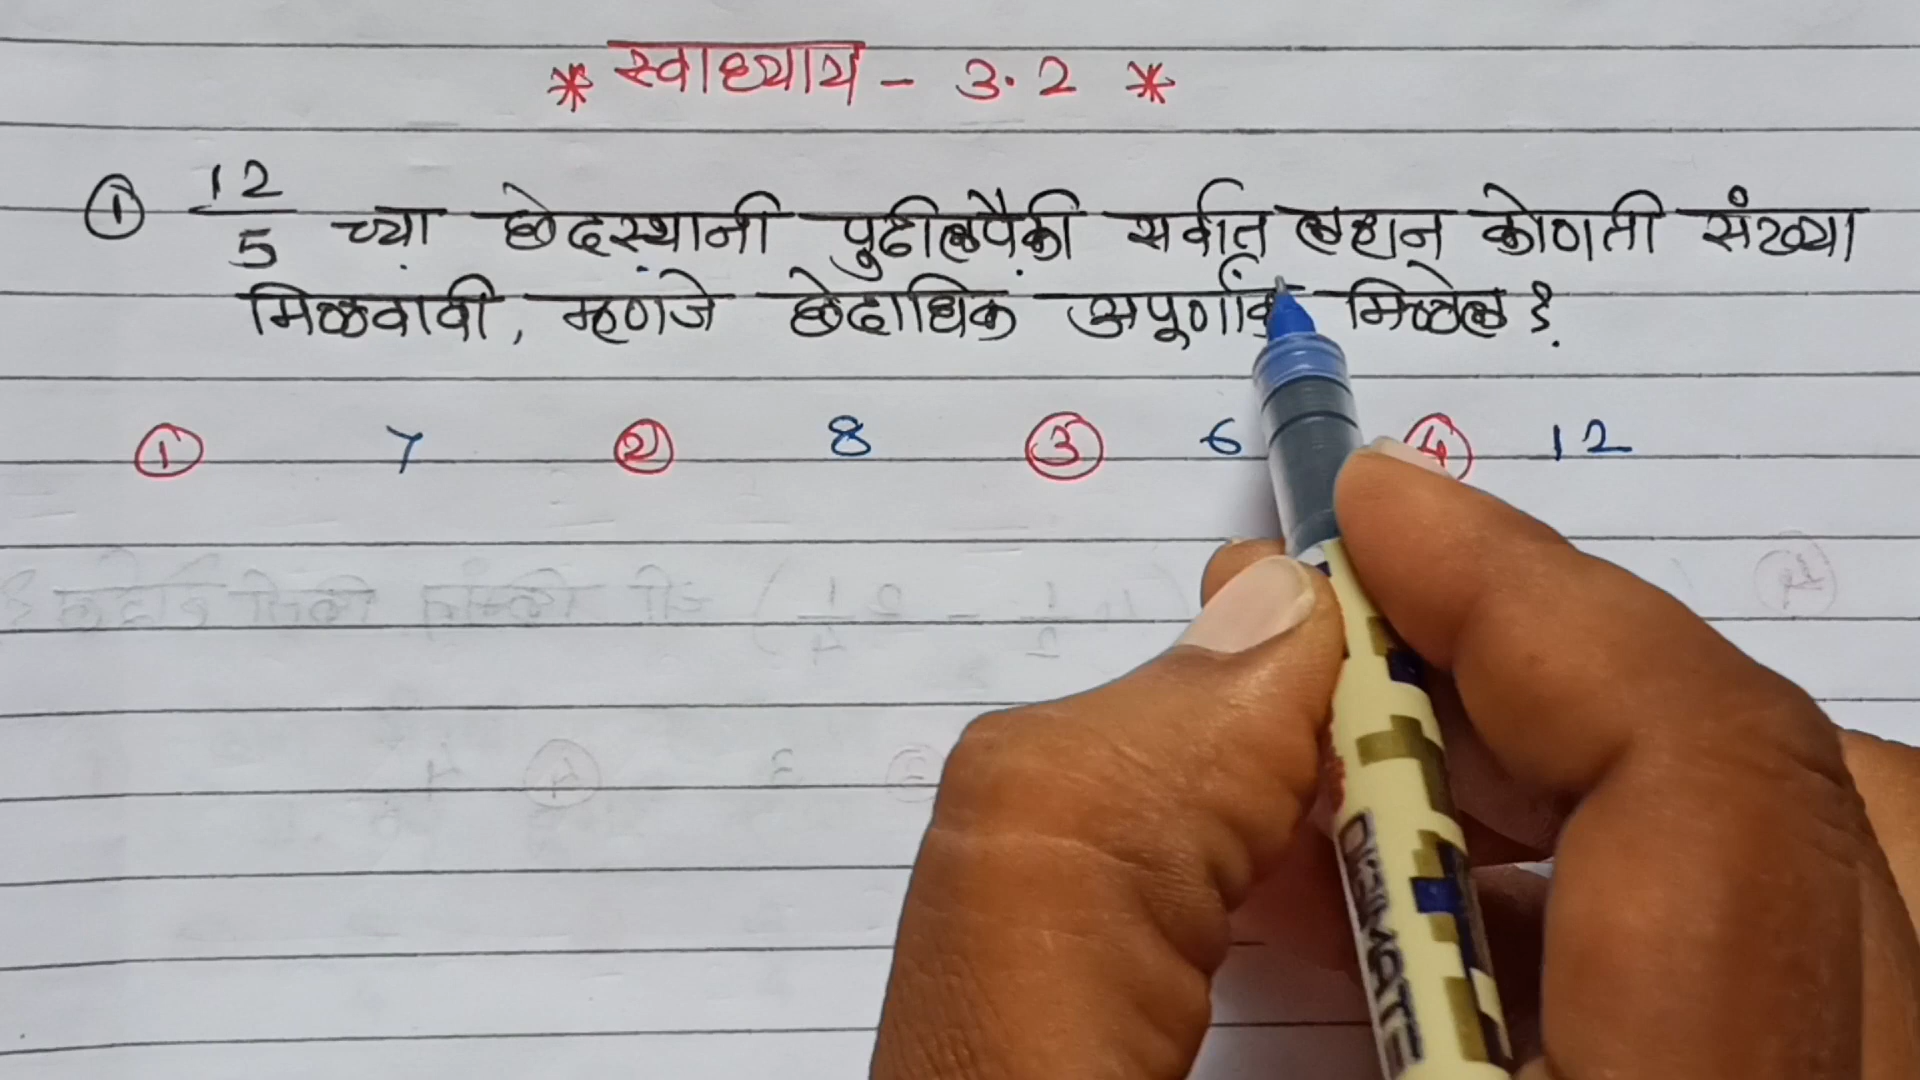 * स्वाध्याय - 3.2 *
① 12/5 च्या छेदस्थानी पुढीलपैकी सर्वात लहान कोणती संख्या
मिळवावी, म्हणजे छेदाधिक अपूर्णांक मिळेल?
① 7 ② 8 ③ 6 ④ 12